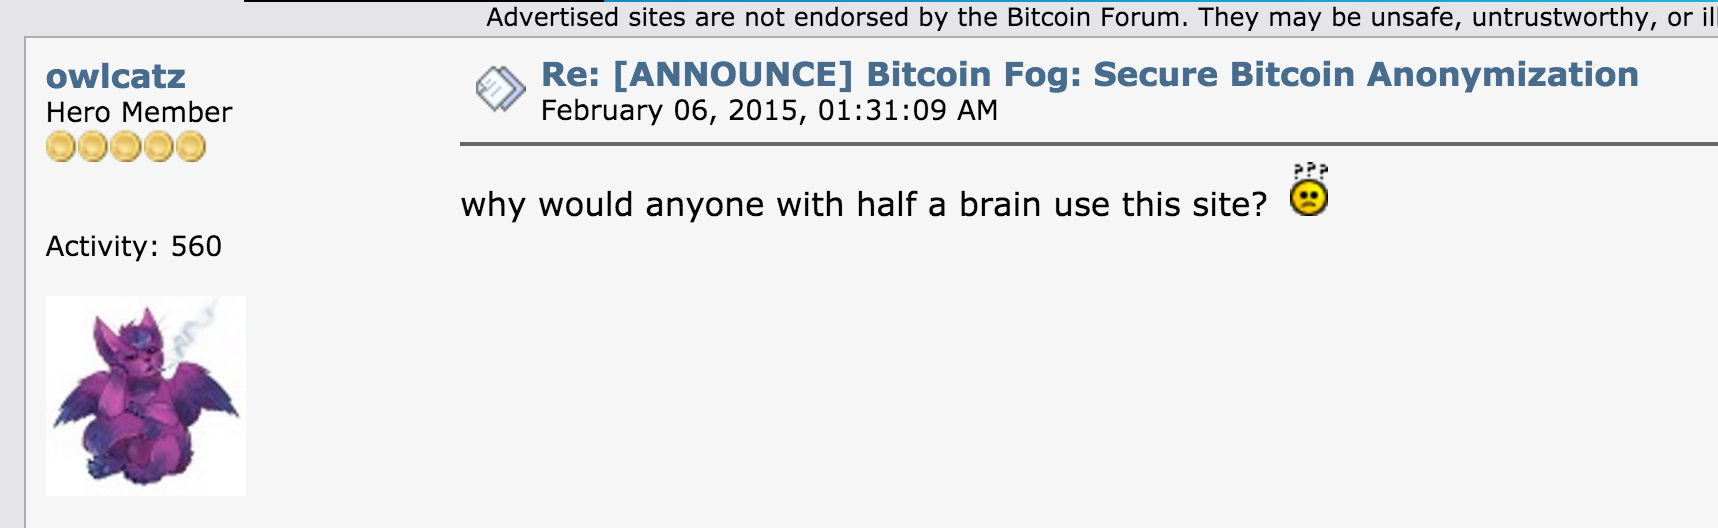 Advertised sites are not endorsed by the Bitcoin Forum. They may be unsafe, untrustworthy, or
owlcatz
Hero Member
Activity: 560
Re: [ANNOUNCE] Bitcoin Fog: Secure Bitcoin Anonymization
February 06, 2015, 01:31:09 AM
???
why would anyone with half a brain use this site?